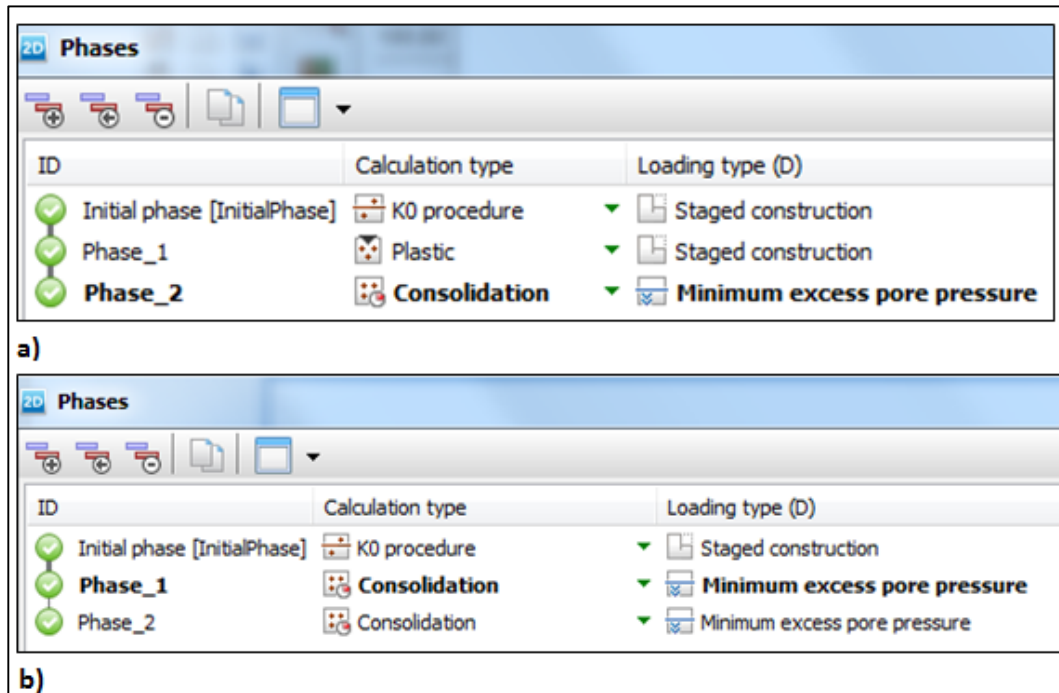 2D Phases
ID Calculation type Loading type (D)
Initial phase [InitialPhase] K0 procedure Staged construction
Phase_1 Plastic Staged construction
Phase_2 Consolidation Minimum excess pore pressure
a)
2D Phases
ID Calculation type Loading type (D)
Initial phase [InitialPhase] K0 procedure Staged construction
Phase_1 Consolidation Minimum excess pore pressure
Phase_2 Consolidation Minimum excess pore pressure
b)